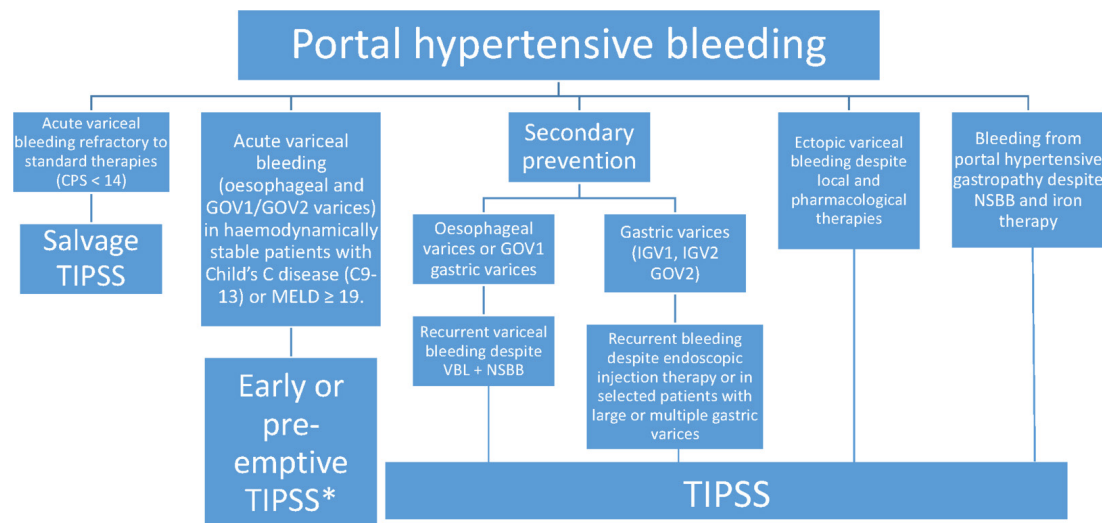 Portal hypertensive bleeding
Acute variceal
bleeding refractory to
standard therapies
(CPS < 14)
Salvage
TIPSS
Acute variceal
bleeding
(oesophageal and
GOV1/GOV2 varices)
in haemodynamically
stable patients with
Child’s C disease (C9-
13) or MELD ≥ 19.
Early or
pre-
emptive
TIPSS*
Secondary
prevention
Oesophageal
varices or GOV1
gastric varices
Recurrent variceal
bleeding despite
VBL + NSBB
Gastric varices
(IGV1, IGV2
GOV2)
Recurrent bleeding
despite endoscopic
injection therapy or in
selected patients with
large or multiple gastric
varices
Ectopic variceal
bleeding despite
local and
pharmacological
therapies
Bleeding from
portal hypertensive
gastropathy despite
NSBB and iron
therapy
TIPSS